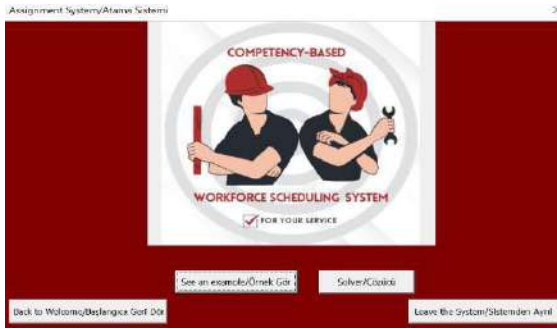 Assignment System/Atama Sistemi
COMPETENCY-BASED
WORKFORCE SCHEDULING SYSTEM
FOR YOUR SERVICE
See an example/Örnek Gör
Solver/Çözücü
Back to Welcome/Başlangıca Geri Dön
Leave the System/Sistemden Ayrıl